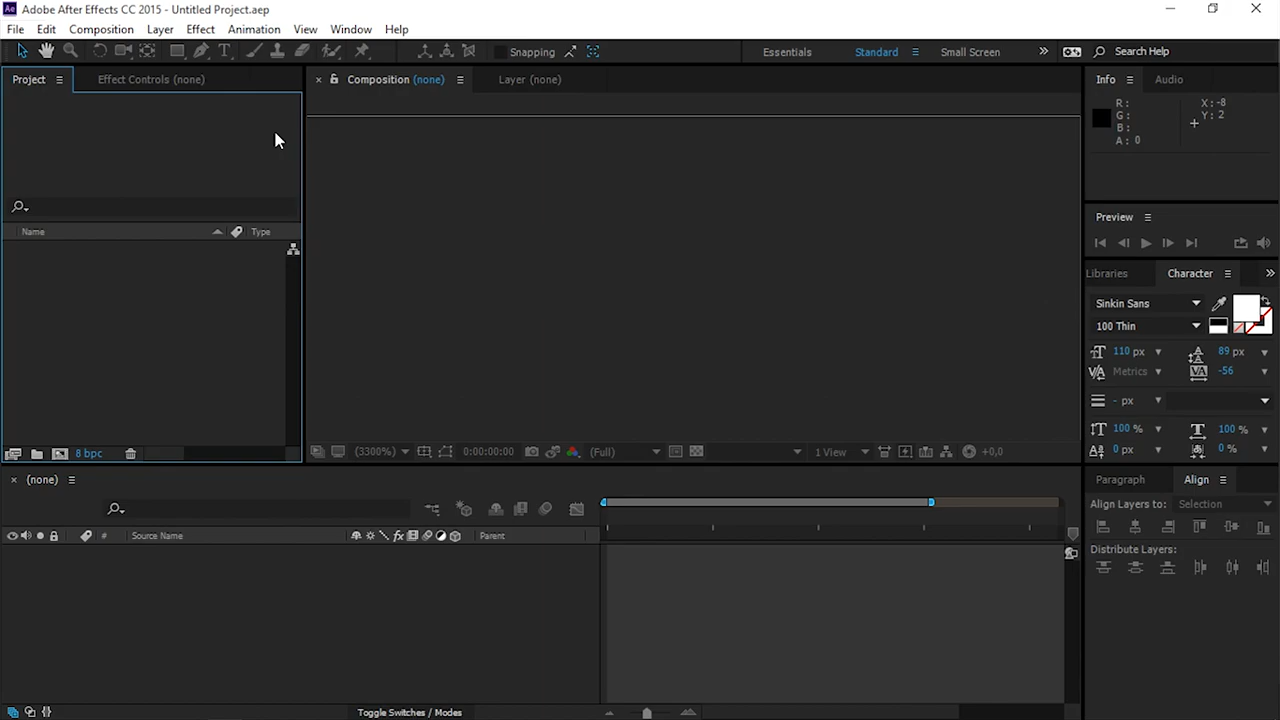 Ae Adobe After Effects CC 2015 - Untitled Project.aep
File Edit Composition Layer Effect Animation View Window Help
Snapping Essentials Standard Small Screen Search Help
Project Effect Controls (none)
Composition (none) Layer (none)
Info Audio
R:
G:
B:
A: 0
X: -8
Y: 2
Name Type
8 bpc
(3300%) 0:00:00:00 (Full) 1 View +0,0
Preview
Libraries Character
Sinkin Sans
100 Thin
110 px 89 px
Metrics -56
- px
100 % 100 %
0 px 0 %
(none)
# Source Name Parent
Toggle Switches / Modes
Paragraph Align
Align Layers to: Selection
Distribute Layers: